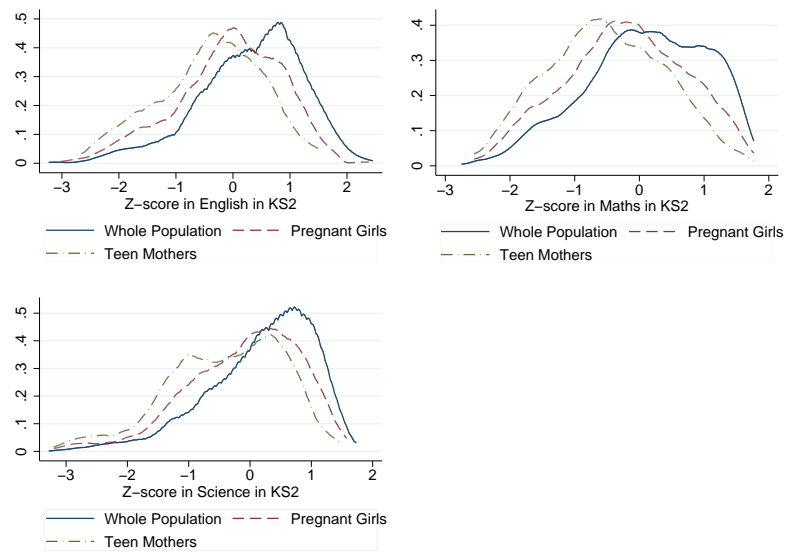 .5
.4
.3
.2
.1
0
−3 −2 −1 0 1 2
Z−score in English in KS2
Whole Population Pregnant Girls
Teen Mothers
.4
.3
.2
.1
0
−3 −2 −1 0 1 2
Z−score in Maths in KS2
Whole Population Pregnant Girls
Teen Mothers
.5
.4
.3
.2
.1
0
−3 −2 −1 0 1 2
Z−score in Science in KS2
Whole Population Pregnant Girls
Teen Mothers